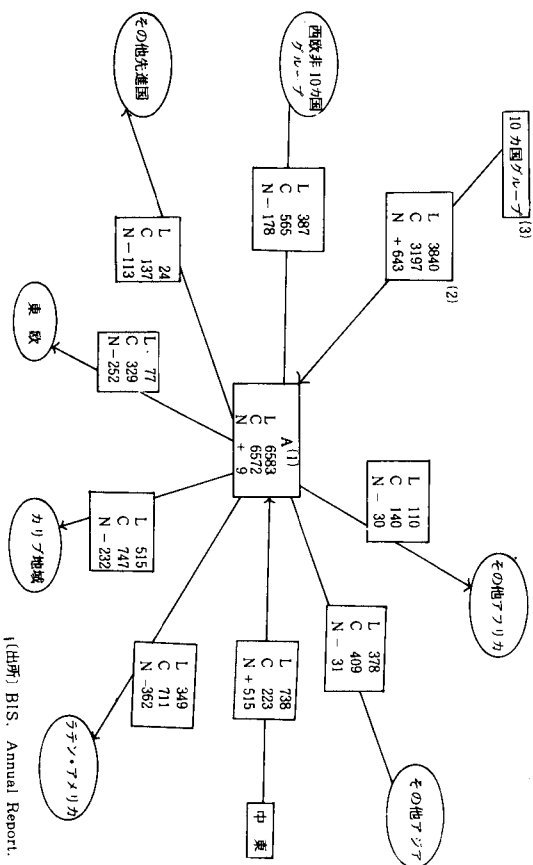 10 カ国グループ(3)
L 3840
C 3197
N + 643
(2)
西欧非 10カ国
グループ
L 387
C 565
N − 178
その他先進国
L 24
C 137
N −113
東 欧
L · 77
C 329
N −252
カリブ地域
L 515
C 747
N −232
A(1)
L 6583
C 6572
N + 9
L 110
C 140
N − 30
その他アフリカ
L 378
C 409
N − 31
その他アジア
L 738
C 223
N + 515
中 東
L 349
C 711
N −362
ラテン・アメリカ
〔出所〕BIS. Annual Report.